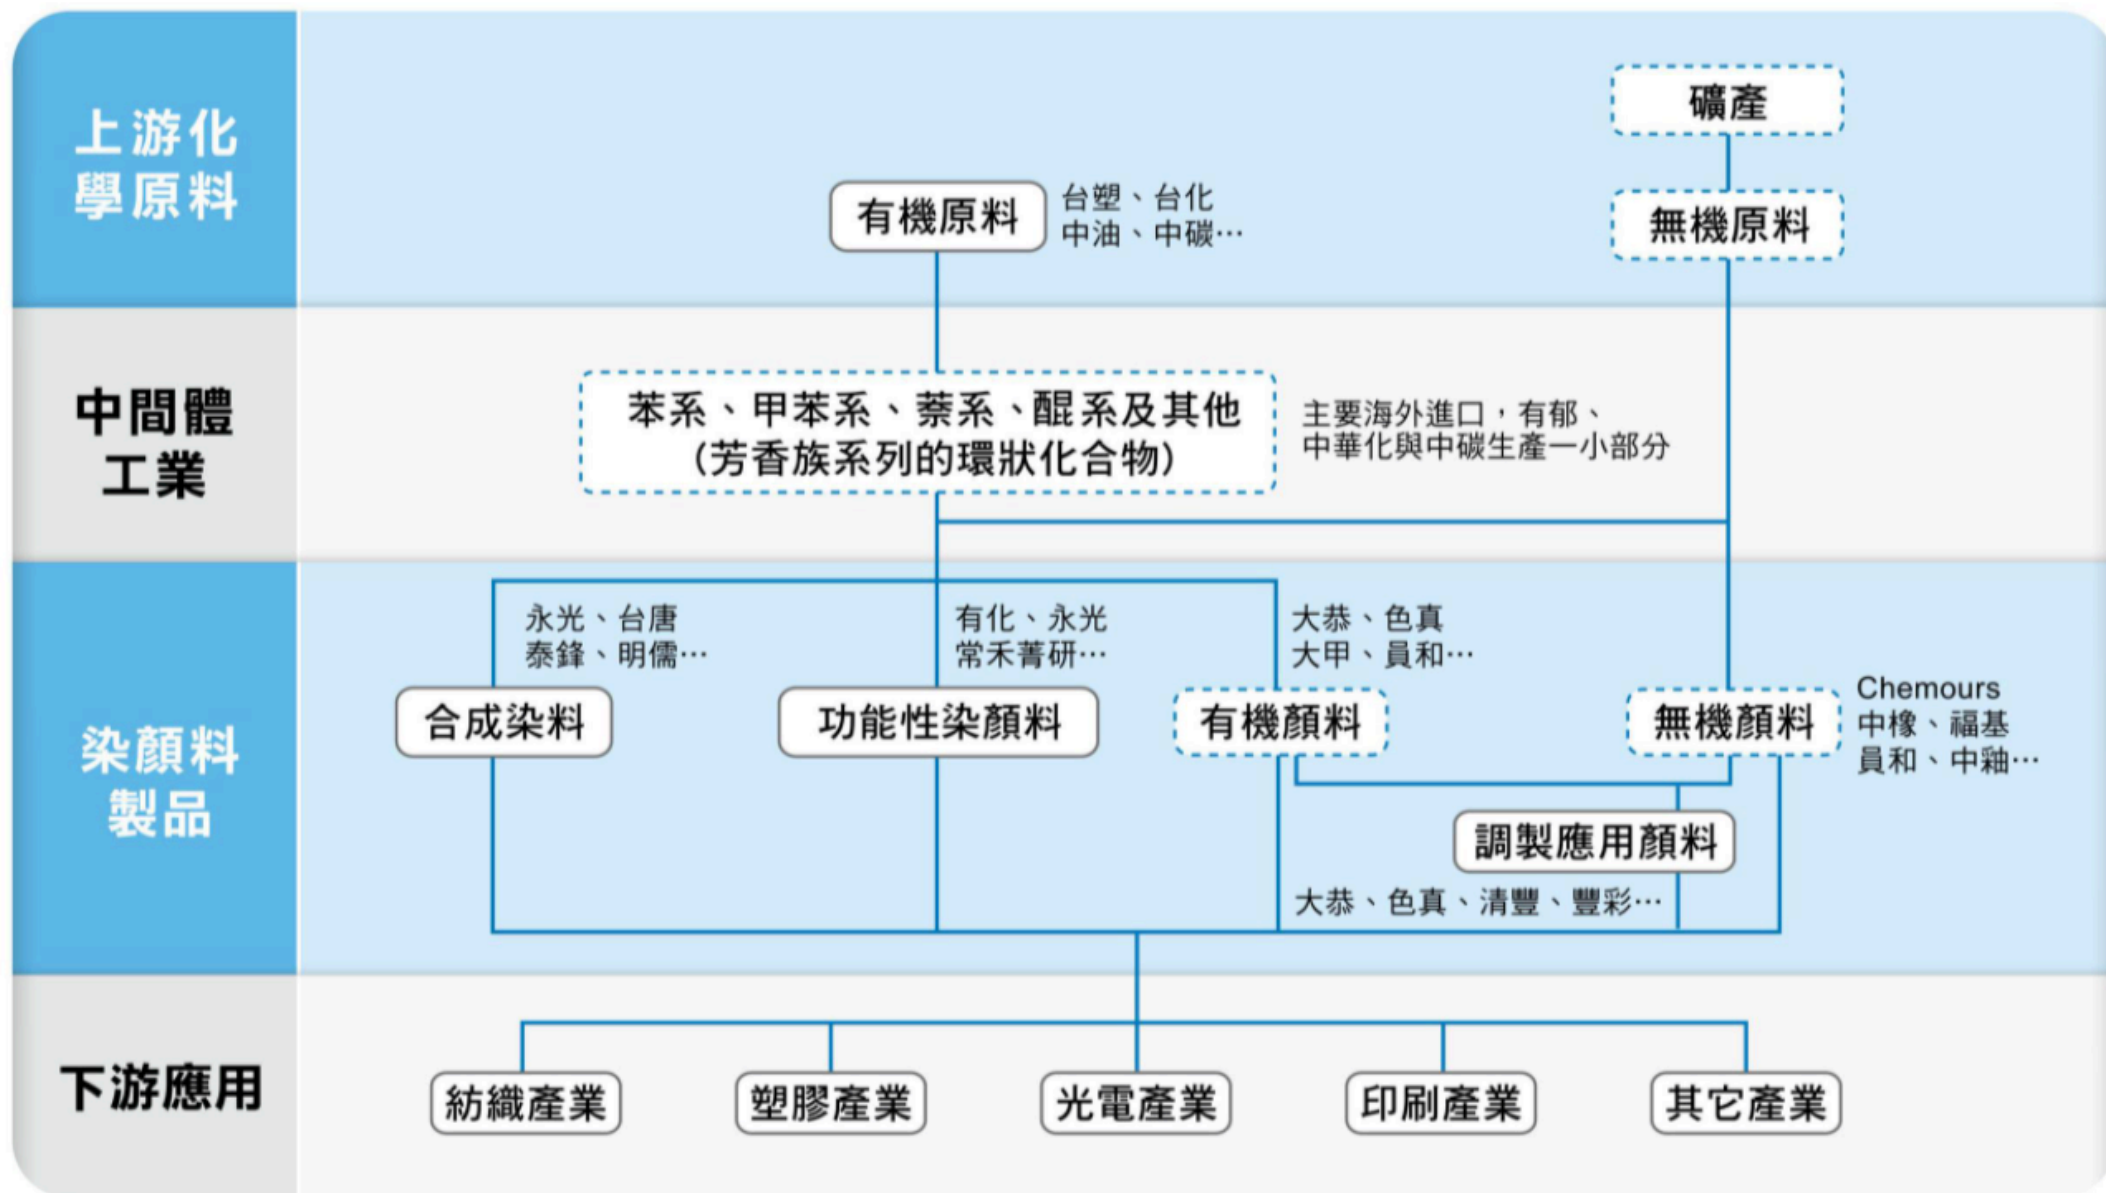 上游化
學原料
礦產
有機原料
台塑、台化
中油、中碳…
無機原料
中間體
工業
苯系、甲苯系、萘系、醌系及其他
(芳香族系列的環狀化合物)
主要海外進口，有郁、
中華化與中碳生產一小部分
染顏料
製品
永光、台唐
泰鋒、明儒…
合成染料
有化、永光
常禾菁研…
功能性染顏料
大恭、色真
大甲、員和…
有機顏料
無機顏料
Chemours
中橡、福基
員和、中釉…
調製應用顏料
大恭、色真、清豐、豐彩…
下游應用
紡織產業
塑膠產業
光電產業
印刷產業
其它產業